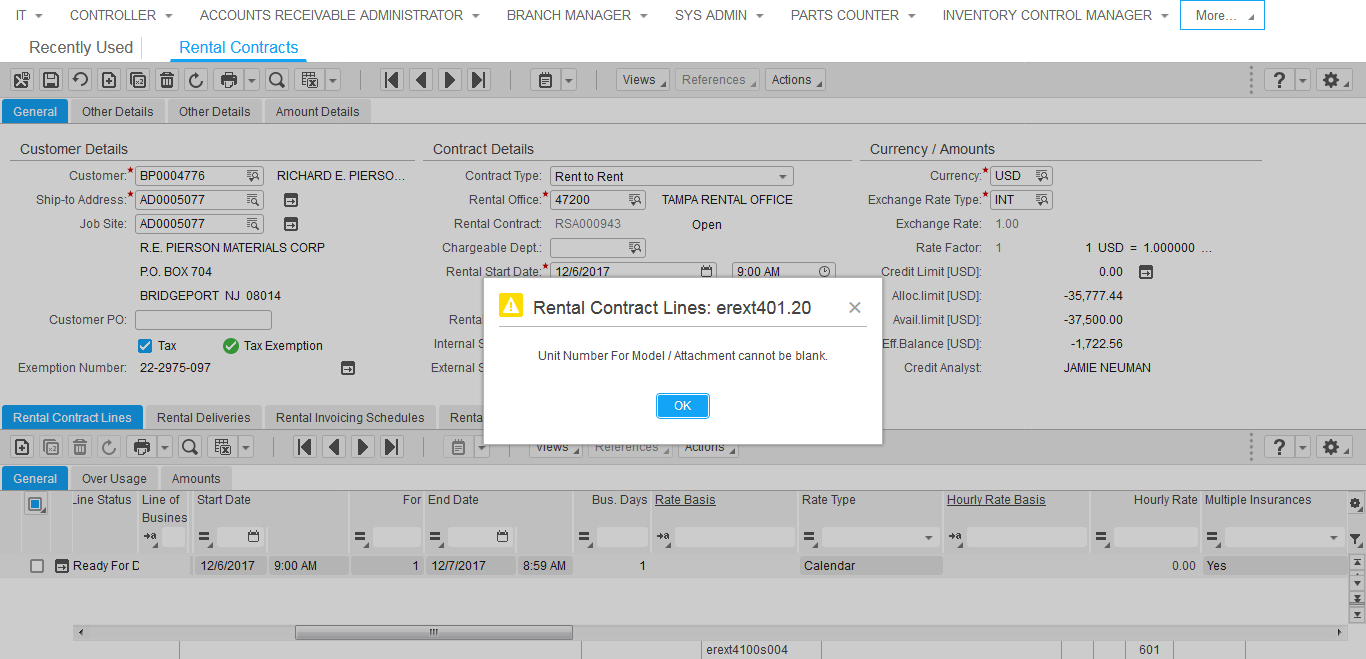 IT CONTROLLER ACCOUNTS RECEIVABLE ADMINISTRATOR BRANCH MANAGER SYS ADMIN PARTS COUNTER INVENTORY CONTROL MANAGER More...
Recently Used Rental Contracts
Views References Actions
General Other Details Other Details Amount Details
Customer Details Contract Details Currency / Amounts
Customer:* BP0004776 RICHARD E. PIERSO... Contract Type: Rent to Rent Currency:* USD
Ship-to Address:* AD0005077 Rental Office:* 47200 TAMPA RENTAL OFFICE Exchange Rate Type:* INT
Job Site: AD0005077 Rental Contract: RSA000943 Open Exchange Rate: 1.00
R.E. PIERSON MATERIALS CORP Chargeable Dept.: Rate Factor: 1 1 USD = 1.000000 ...
P.O. BOX 704 Rental Start Date:* 12/6/2017 9:00 AM Credit Limit [USD]: 0.00
BRIDGEPORT NJ 08014 Alloc.limit [USD]: -35,777.44
Customer PO: Renta Avail.limit [USD]: -37,500.00
Tax Tax Exemption Internal S Eff.Balance [USD]: -1,722.56
Exemption Number: 22-2975-097 External S Credit Analyst: JAMIE NEUMAN
Rental Contract Lines: erext401.20
Unit Number For Model / Attachment cannot be blank.
OK
Rental Contract Lines Rental Deliveries Rental Invoicing Schedules Renta
Views References Actions
General Over Usage Amounts
Line Status Line of Busines Start Date For End Date Bus. Days Rate Basis Rate Type Hourly Rate Basis Hourly Rate Multiple Insurances
Ready For D 12/6/2017 9:00 AM 1 12/7/2017 8:59 AM 1 Calendar 0.00 Yes
erext4100s004 601